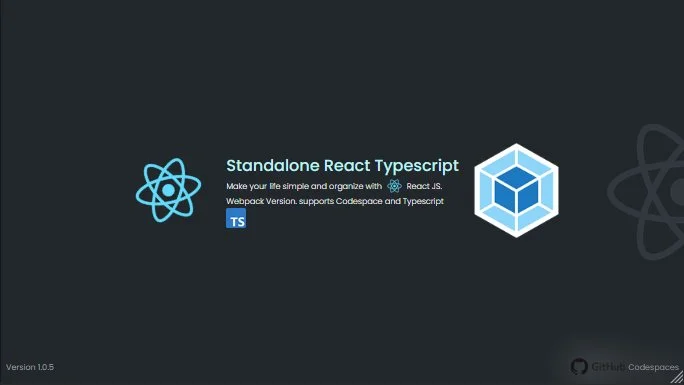 Standalone React Typescript
Make your life simple and organize with React JS.
Webpack Version. supports Codespace and Typescript
TS
Version 1.0.5
GitHub Codespaces